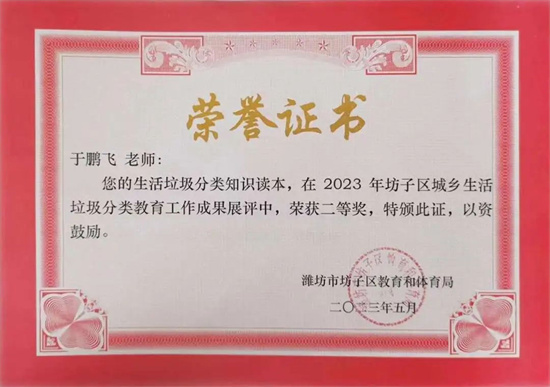 荣誉证书
于鹏飞 老师:
您的生活垃圾分类知识读本，在 2023 年坊子区城乡生活
垃圾分类教育工作成果展评中，荣获二等奖，特颁此证，以资
鼓励。
潍坊市坊子区教育和体育局
二〇二三年五月